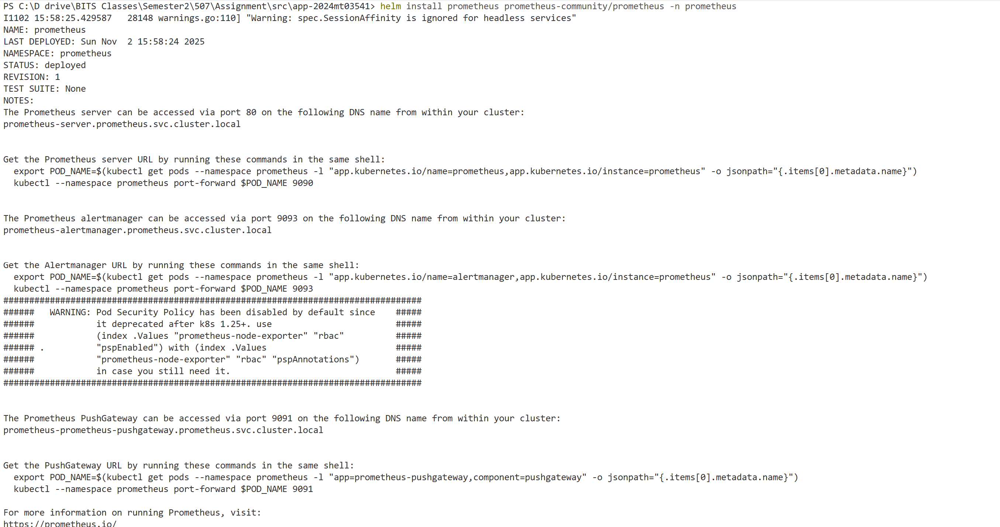 PS C:\D drive\BITS Classes\Semester2\507\Assignment\src\app-2024mt03541> helm install prometheus prometheus-community/prometheus -n prometheus
I1102 15:58:25.429587   28148 warnings.go:110] "Warning: spec.SessionAffinity is ignored for headless services"
NAME: prometheus
LAST DEPLOYED: Sun Nov  2 15:58:24 2025
NAMESPACE: prometheus
STATUS: deployed
REVISION: 1
TEST SUITE: None
NOTES:
The Prometheus server can be accessed via port 80 on the following DNS name from within your cluster:
prometheus-server.prometheus.svc.cluster.local
Get the Prometheus server URL by running these commands in the same shell:
  export POD_NAME=$(kubectl get pods --namespace prometheus -l "app.kubernetes.io/name=prometheus,app.kubernetes.io/instance=prometheus" -o jsonpath="{.items[0].metadata.name}")
  kubectl --namespace prometheus port-forward $POD_NAME 9090
The Prometheus alertmanager can be accessed via port 9093 on the following DNS name from within your cluster:
prometheus-alertmanager.prometheus.svc.cluster.local
Get the Alertmanager URL by running these commands in the same shell:
  export POD_NAME=$(kubectl get pods --namespace prometheus -l "app.kubernetes.io/name=alertmanager,app.kubernetes.io/instance=prometheus" -o jsonpath="{.items[0].metadata.name}")
  kubectl --namespace prometheus port-forward $POD_NAME 9093
#################################################################################
######   WARNING: Pod Security Policy has been disabled by default since    #####
######            it deprecated after k8s 1.25+. use                        #####
######            (index .Values "prometheus-node-exporter" "rbac"          #####
###### .          "pspEnabled") with (index .Values                         #####
######            "prometheus-node-exporter" "rbac" "pspAnnotations")       #####
######            in case you still need it.                                #####
#################################################################################
The Prometheus PushGateway can be accessed via port 9091 on the following DNS name from within your cluster:
prometheus-prometheus-pushgateway.prometheus.svc.cluster.local
Get the PushGateway URL by running these commands in the same shell:
  export POD_NAME=$(kubectl get pods --namespace prometheus -l "app=prometheus-pushgateway,component=pushgateway" -o jsonpath="{.items[0].metadata.name}")
  kubectl --namespace prometheus port-forward $POD_NAME 9091
For more information on running Prometheus, visit:
https://prometheus.io/